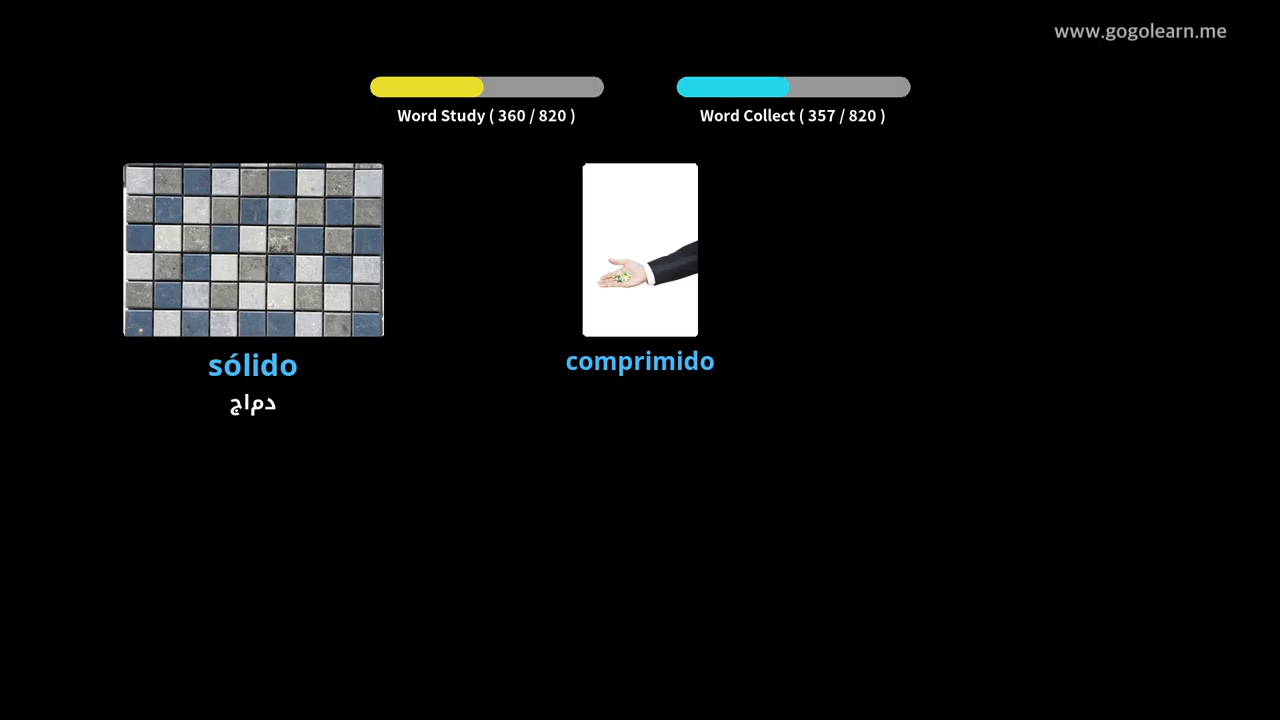 www.gogolearn.me
Word Study ( 360 / 820 )
Word Collect ( 357 / 820 )
sólido
دماج
comprimido